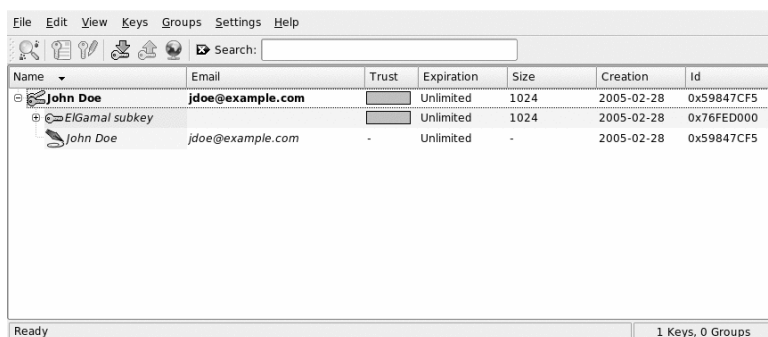 File Edit View Keys Groups Settings Help
Search:
Name Email Trust Expiration Size Creation Id
John Doe jdoe@example.com Unlimited 1024 2005-02-28 0x59847CF5
ElGamal subkey Unlimited 1024 2005-02-28 0x76FED000
John Doe jdoe@example.com - Unlimited - 2005-02-28 0x59847CF5
Ready 1 Keys, 0 Groups